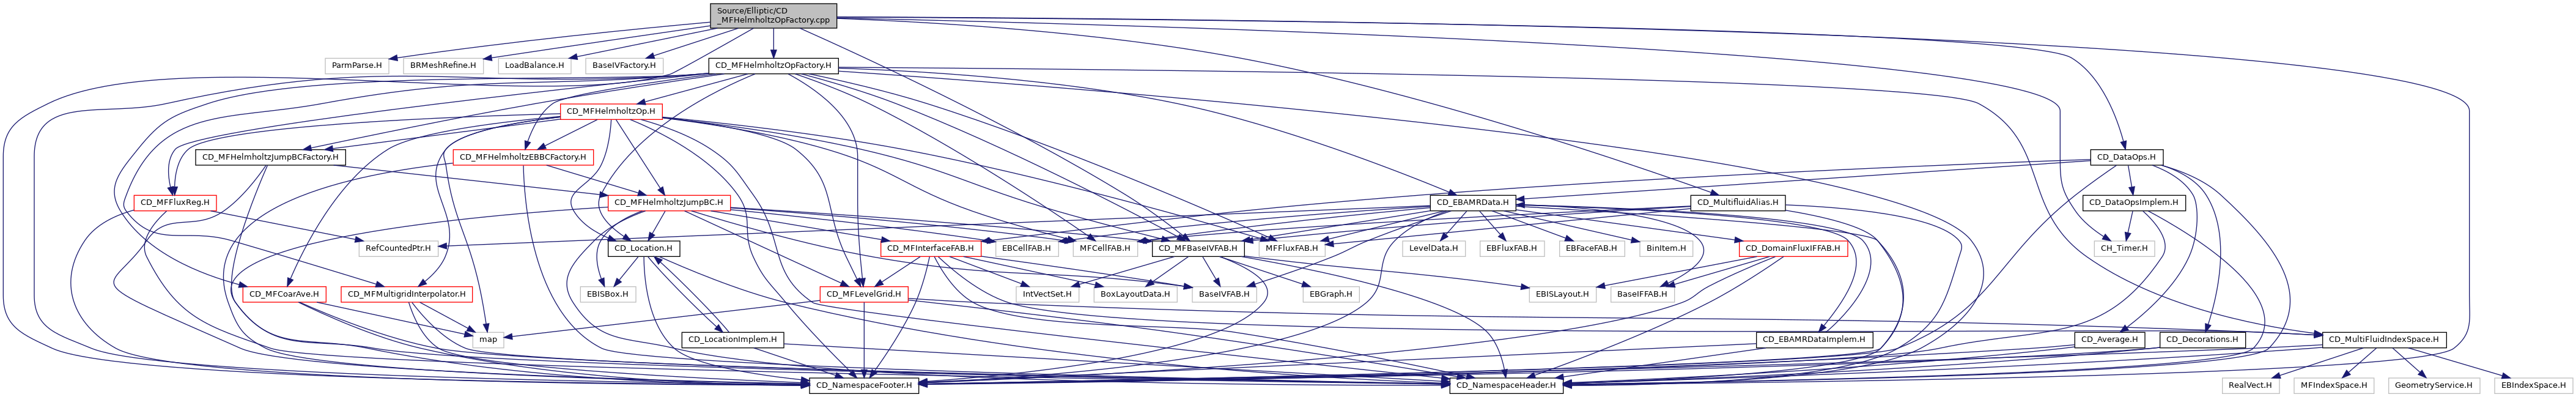 Source/Elliptic/CD
_MFHelmholtzOpFactory.cpp
ParmParse.H
BRMeshRefine.H
LoadBalance.H
BaseIVFactory.H
CD_MFHelmholtzOpFactory.H
CD_MFHelmholtzOp.H
CD_MFHelmholtzJumpBCFactory.H
CD_MFHelmholtzEBBCFactory.H
CD_DataOps.H
CD_MFFluxReg.H
CD_MFHelmholtzJumpBC.H
CD_EBAMRData.H
CD_MultifluidAlias.H
CD_DataOpsImplem.H
RefCountedPtr.H
CD_Location.H
CD_MFInterfaceFAB.H
EBCellFAB.H
MFCellFAB.H
CD_MFBaseIVFAB.H
MFFluxFAB.H
LevelData.H
EBFluxFAB.H
EBFaceFAB.H
BinItem.H
CD_DomainFluxIFFAB.H
CH_Timer.H
CD_MFCoarAve.H
CD_MFMultigridInterpolator.H
EBISBox.H
CD_MFLevelGrid.H
IntVectSet.H
BoxLayoutData.H
BaseIVFAB.H
EBGraph.H
EBISLayout.H
BaseIFFAB.H
map
CD_LocationImplem.H
CD_EBAMRDataImplem.H
CD_Average.H
CD_Decorations.H
CD_MultiFluidIndexSpace.H
CD_NamespaceFooter.H
CD_NamespaceHeader.H
RealVect.H
MFIndexSpace.H
GeometryService.H
EBIndexSpace.H